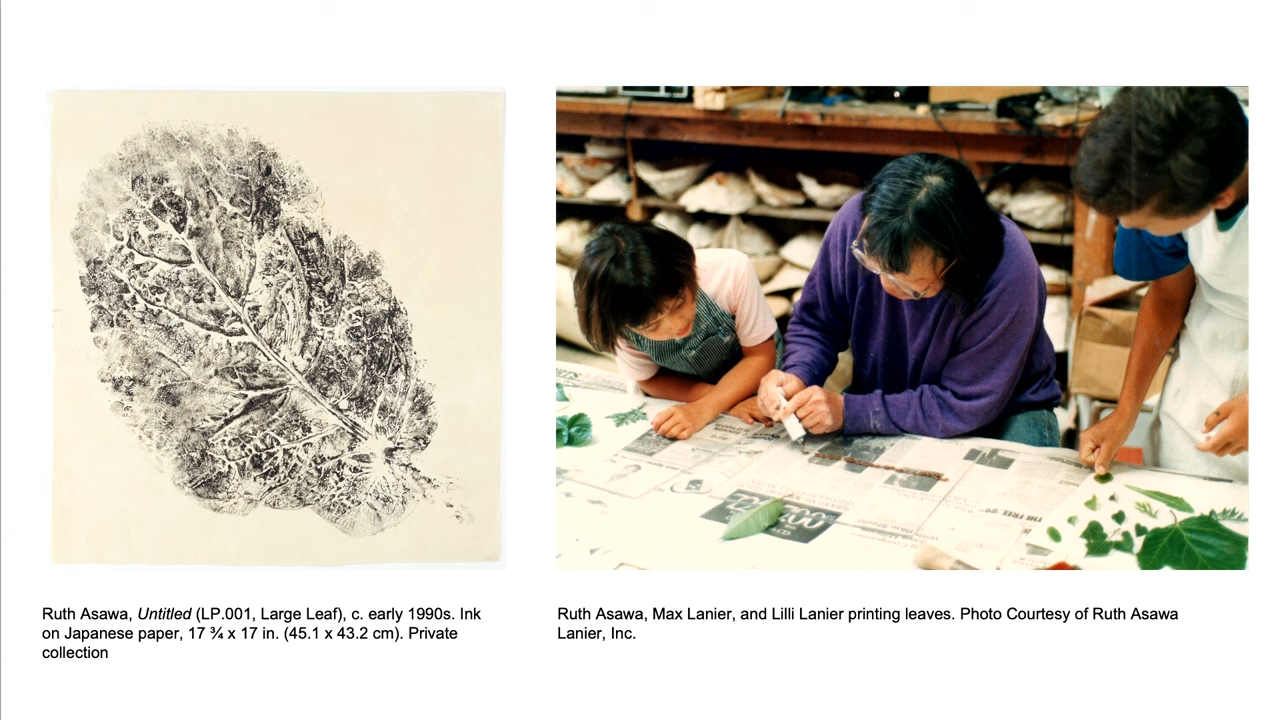 Ruth Asawa, Untitled (LP.001, Large Leaf), c. early 1990s. Ink
on Japanese paper, 17 ¾ x 17 in. (45.1 x 43.2 cm). Private
collection
Ruth Asawa, Max Lanier, and Lilli Lanier printing leaves. Photo Courtesy of Ruth Asawa
Lanier, Inc.
THE FREE